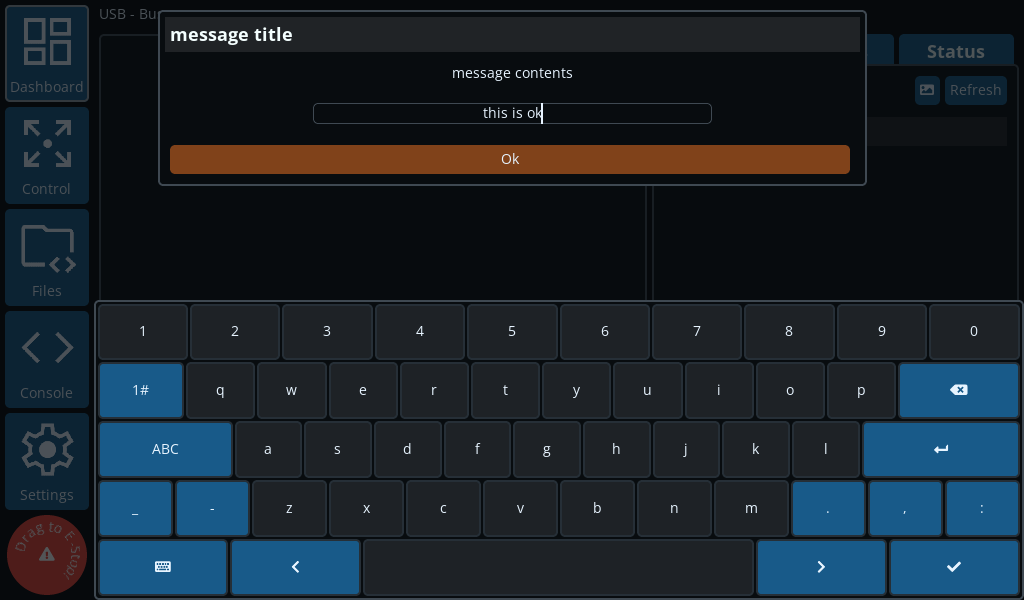 USB - Bu
message title
message contents
this is ok
Ok
Dashboard
Control
Files
Console
Settings
Drag to E-Stop!
Status
Refresh
1 2 3 4 5 6 7 8 9 0
1# q w e r t y u i o p
ABC a s d f g h j k l
_ - z x c v b n m . , :